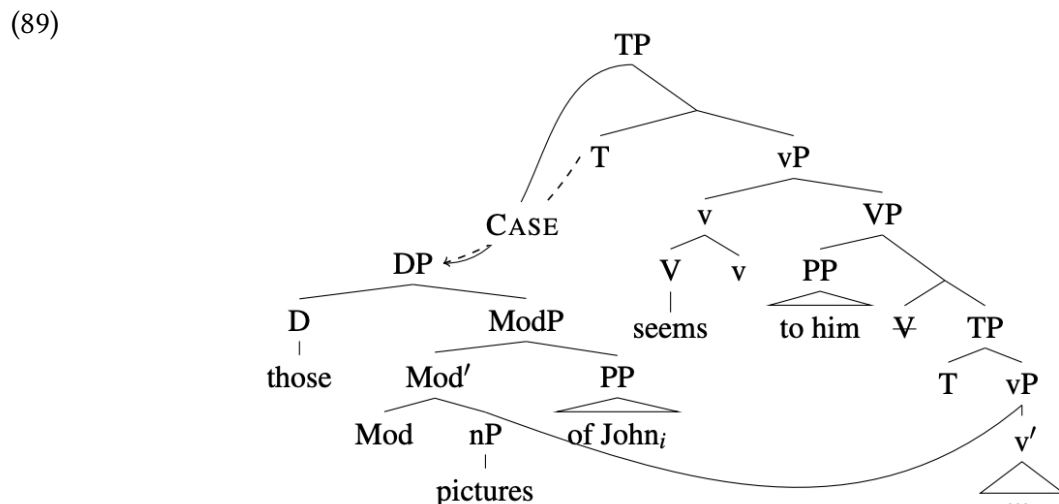 (89)
TP
T vP
v VP
CASE
DP V v PP
D ModP seems to him V TP
those Mod′ PP T vP
Mod nP of Johnᵢ v′
pictures